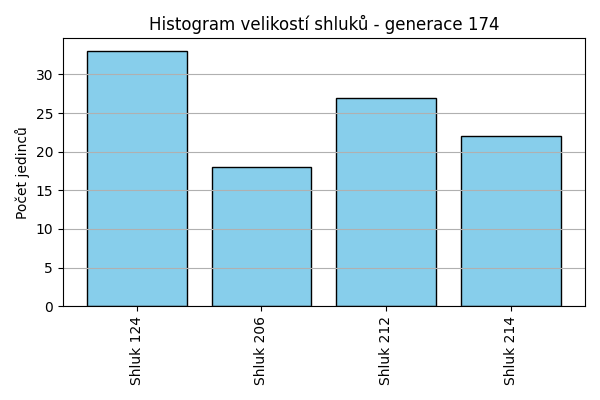 Histogram velikostí shluků - generace 174
Počet jedinců
30
25
20
15
10
5
0
Shluk 124
Shluk 206
Shluk 212
Shluk 214